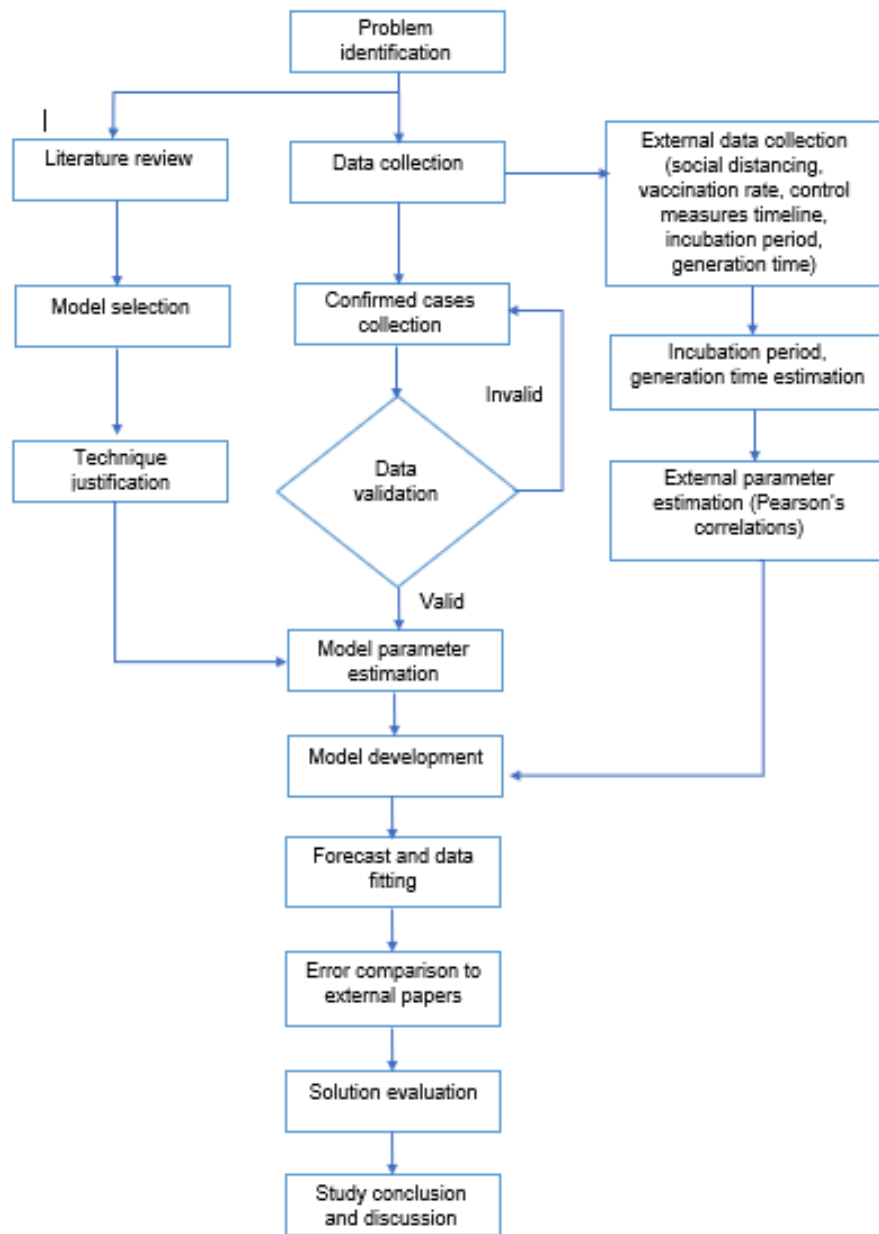 Problem
identification
Literature review
Data collection
External data collection
(social distancing,
vaccination rate, control
measures timeline,
incubation period,
generation time)
Model selection
Confirmed cases
collection
Incubation period,
generation time estimation
Invalid
Technique
justification
Data
validation
External parameter
estimation (Pearson's
correlations)
Valid
Model parameter
estimation
Model development
Forecast and data
fitting
Error comparison to
external papers
Solution evaluation
Study conclusion
and discussion